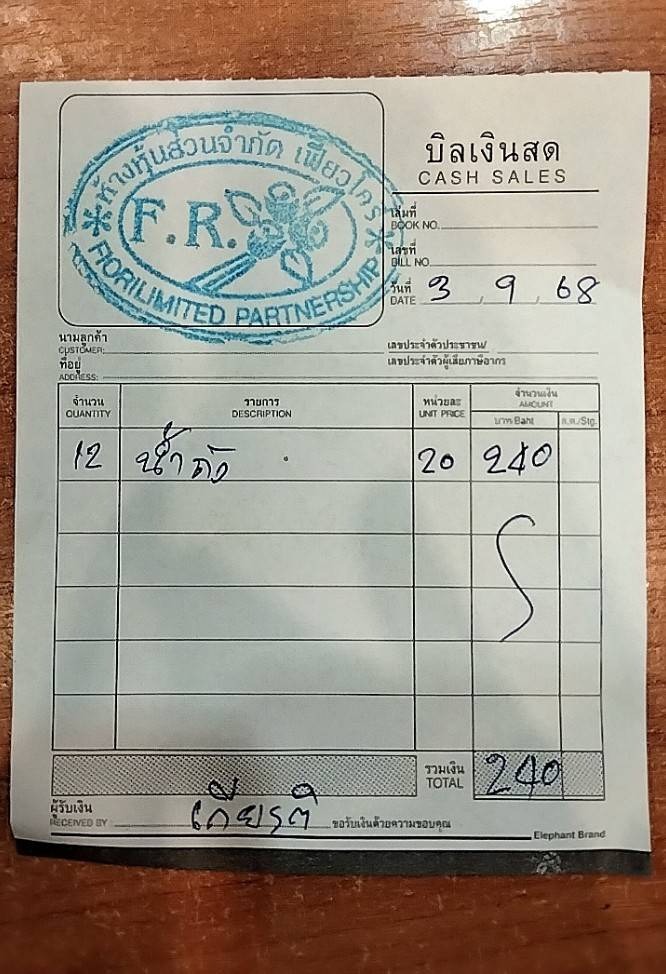 ห้างหุ้นส่วนจำกัด เฟียวโครี
F.R.
FIORILIMITED PARTNERSHIP
บิลเงินสด
CASH SALES
เล่มที่
BOOK NO.
เลขที่
BILL NO.
วันที่
DATE 3 , 9 , 68
นามลูกค้า
CUSTOMER:
เลขประจำตัวประชาชน/
เลขประจำตัวผู้เสียภาษีอากร
ที่อยู่
ADDRESS:
จำนวน รายการ หน่วยละ จำนวนเงิน
QUANTITY DESCRIPTION UNIT PRICE AMOUNT
บาท Baht ส.ต./Stg.
12 น้ำถัง 20 240
รวมเงิน
TOTAL 240
ผู้รับเงิน
RECEIVED BY เกียรติ ขอรับเงินด้วยความขอบคุณ
Elephant Brand